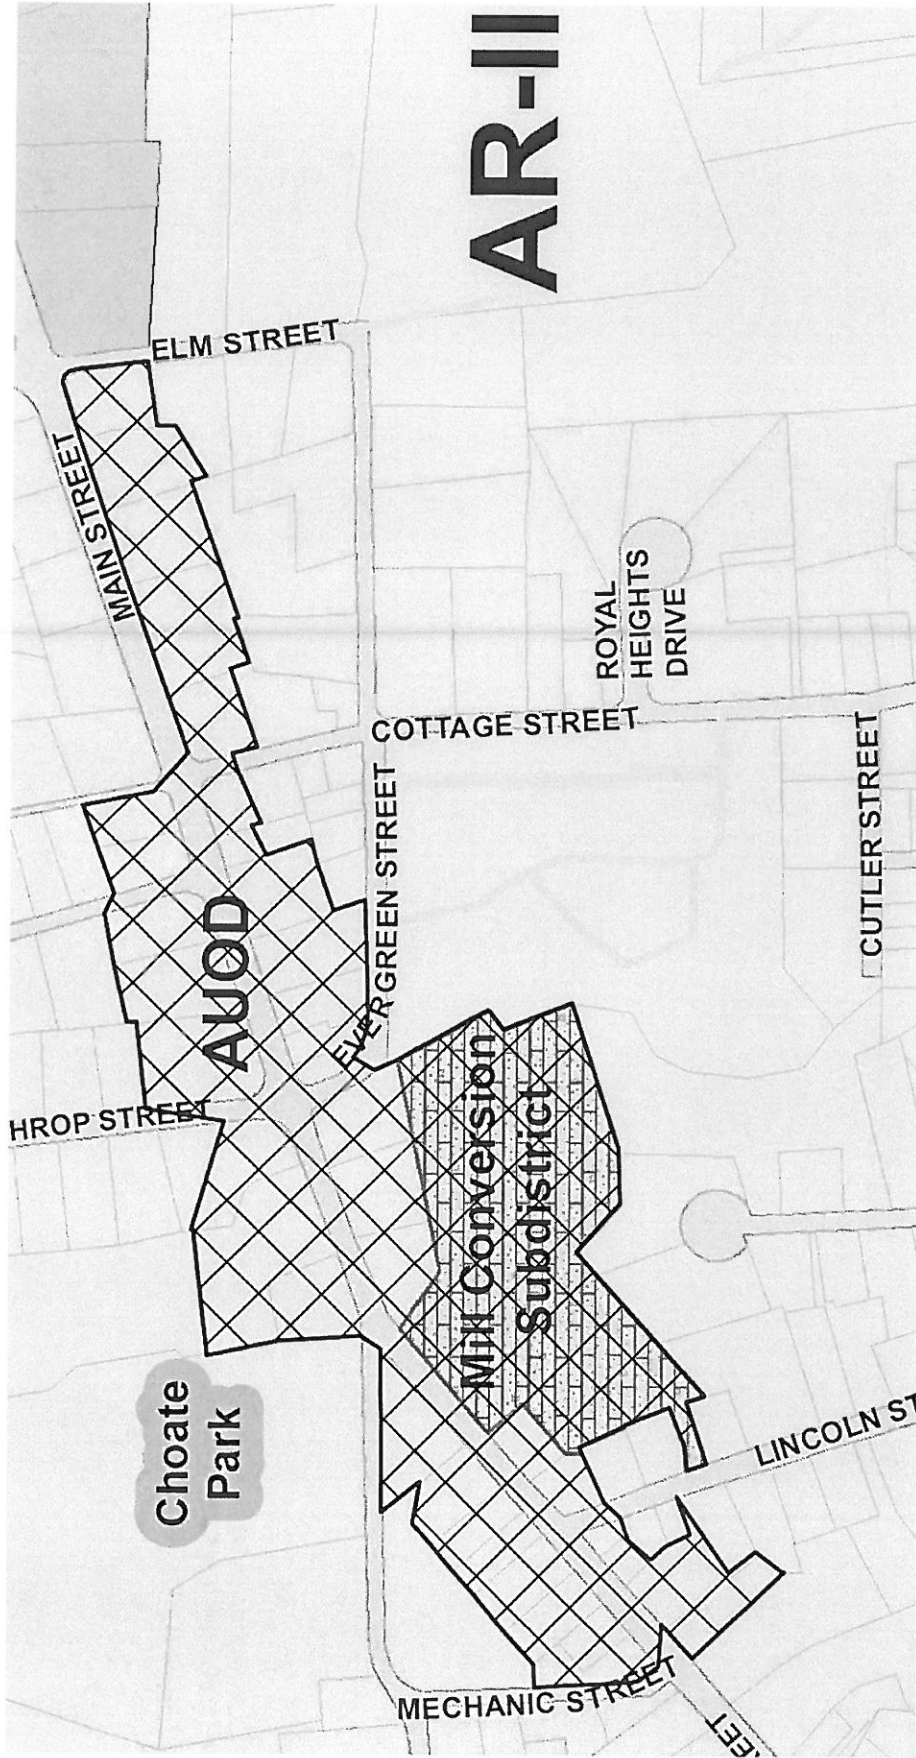 AR-II
ELM STREET
MAIN STREET
ROYAL
HEIGHTS
DRIVE
COTTAGE STREET
CUTLER STREET
EVERGREEN STREET
AUOD
HROP STREET
Mill Conversion
Subdistrict
Choate
Park
LINCOLN ST
MECHANIC STREET
REET